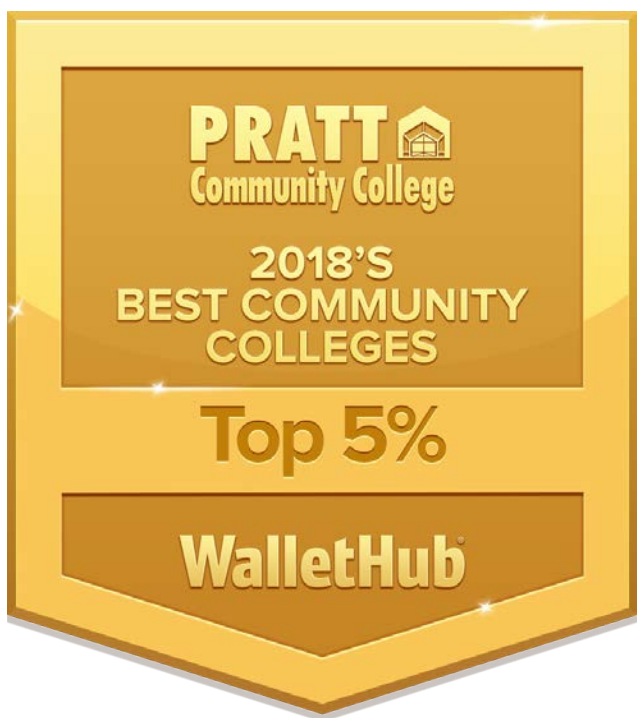 PRATT
Community College
2018'S
BEST COMMUNITY
COLLEGES
Top 5%
WalletHub